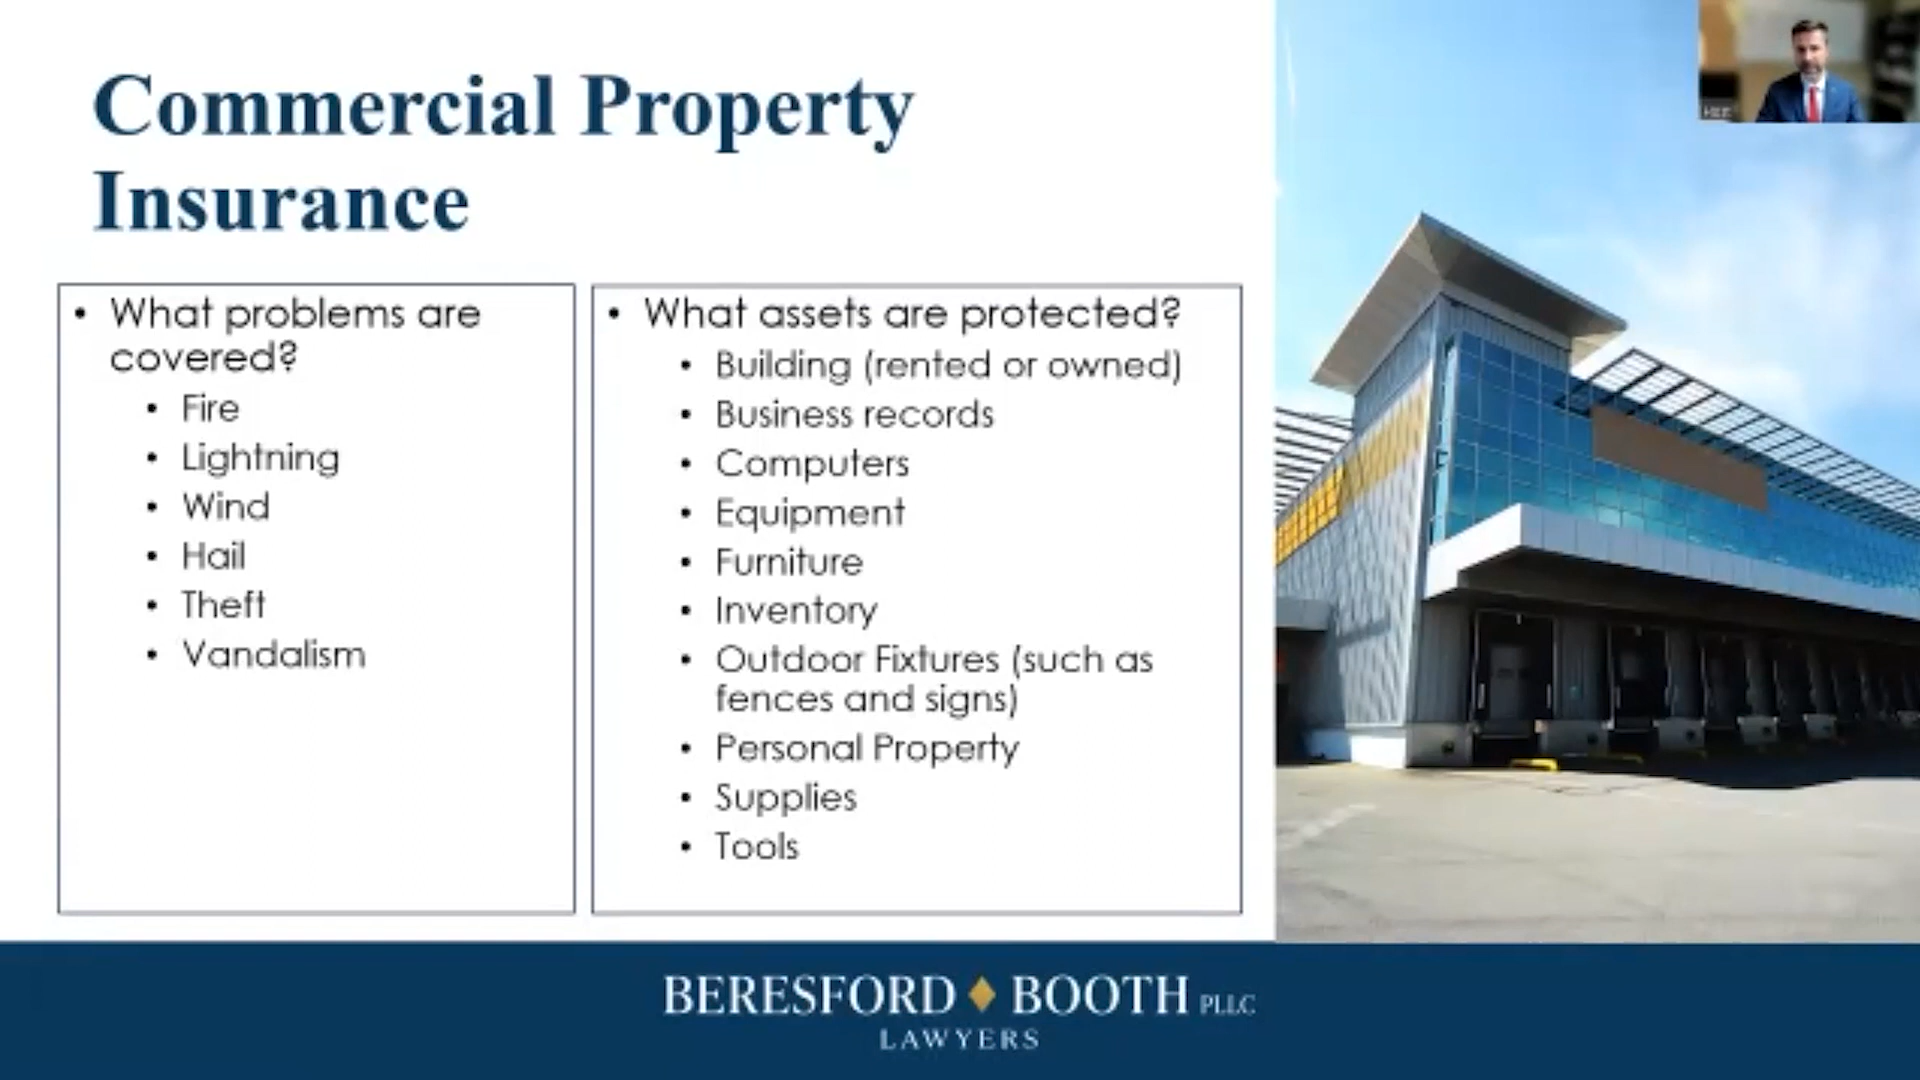 Commercial Property
Insurance
• What problems are
covered?
• Fire
• Lightning
• Wind
• Hail
• Theft
• Vandalism
• What assets are protected?
• Building (rented or owned)
• Business records
• Computers
• Equipment
• Furniture
• Inventory
• Outdoor Fixtures (such as
fences and signs)
• Personal Property
• Supplies
• Tools
BERESFORD BOOTH PLLC
LAWYERS